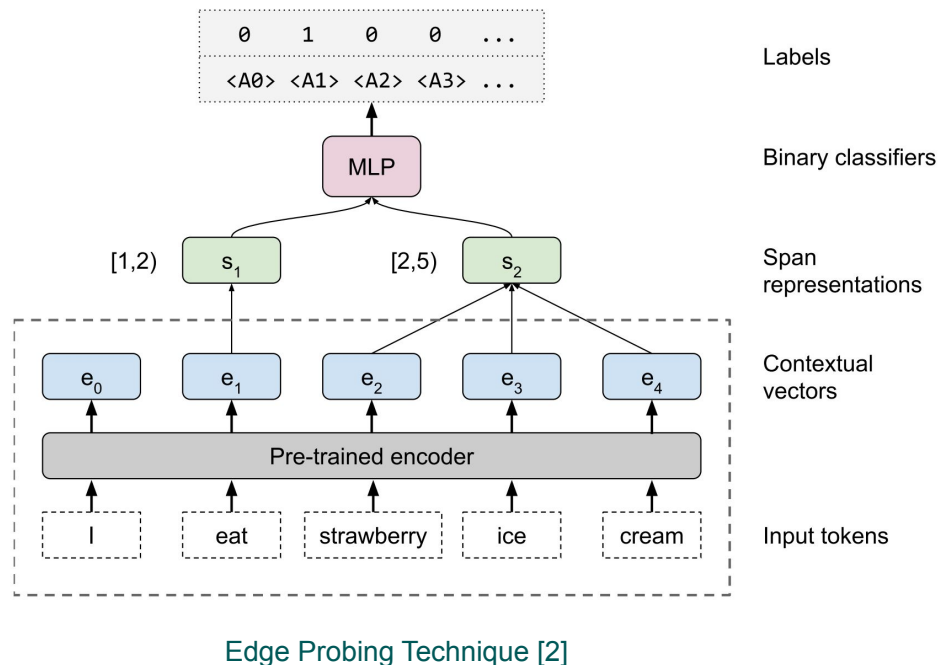 0 1 0 0 ...
Labels
<A0> <A1> <A2> <A3> ...
MLP
Binary classifiers
[1,2) s1 [2,5) s2
Span
representations
e0 e1 e2 e3 e4
Contextual
vectors
Pre-trained encoder
I eat strawberry ice cream
Input tokens
Edge Probing Technique [2]